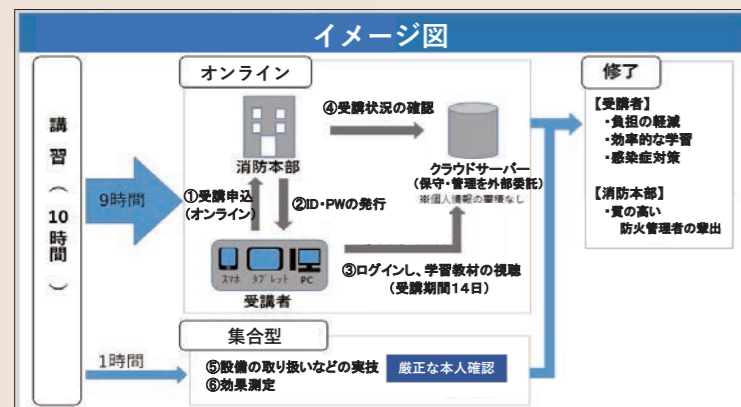 イメージ図
講習（10時間）
9時間
1時間
オンライン
消防本部
④受講状況の確認
クラウドサーバー
(保守・管理を外部委託)
※個人情報の蓄積なし
①受講申込
(オンライン)
②ID・PWの発行
スマホ タブレット PC
受講者
③ログインし、学習教材の視聴
（受講期間14日）
集合型
⑤設備の取り扱いなどの実技
⑥効果測定
厳正な本人確認
修了
【受講者】
・負担の軽減
・効率的な学習
・感染症対策
【消防本部】
・質の高い
防火管理者の輩出